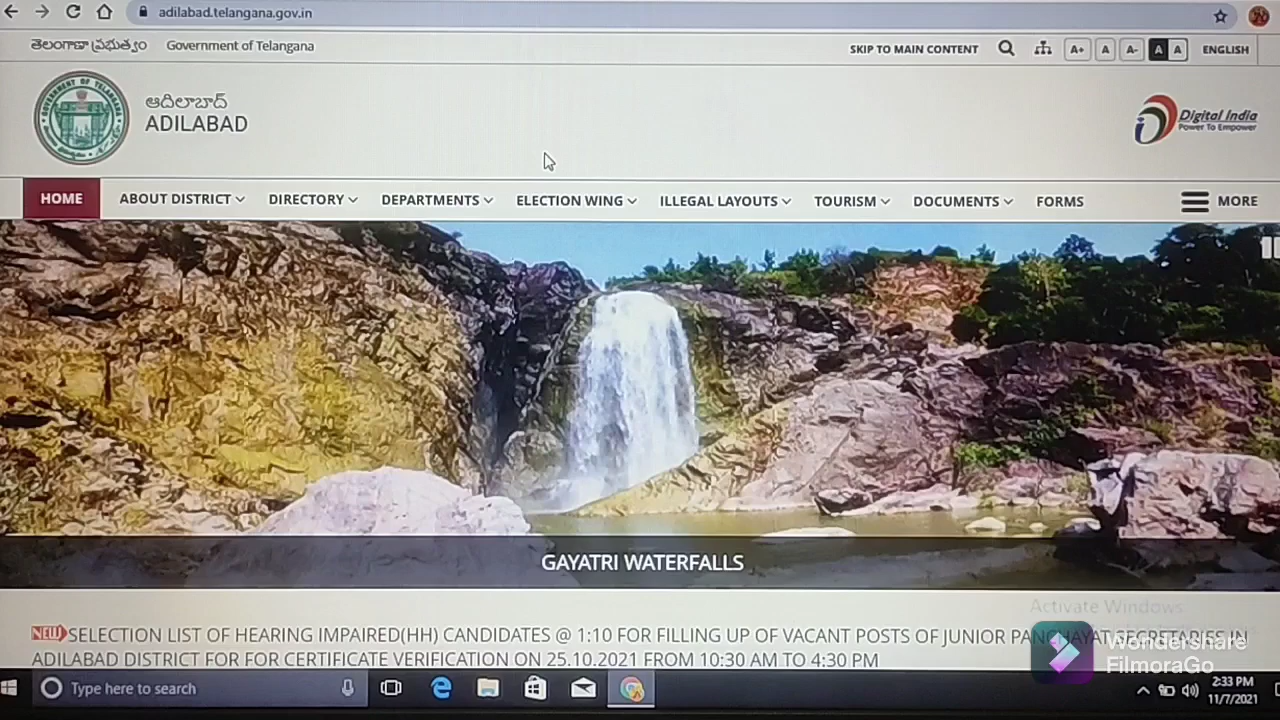 adilabad.telangana.gov.in
తెలంగాణా ప్రభుత్వం Government of Telangana
SKIP TO MAIN CONTENT A+ A A- A A ENGLISH
ఆదిలాబాద్
ADILABAD
Digital India
Power To Empower
HOME ABOUT DISTRICT DIRECTORY DEPARTMENTS ELECTION WING ILLEGAL LAYOUTS TOURISM DOCUMENTS FORMS MORE
GAYATRI WATERFALLS
Activate Windows
NEW SELECTION LIST OF HEARING IMPAIRED(HH) CANDIDATES @ 1:10 FOR FILLING UP OF VACANT POSTS OF JUNIOR PANCHAYAT SECRETARIES IN
ADILABAD DISTRICT FOR FOR CERTIFICATE VERIFICATION ON 25.10.2021 FROM 10:30 AM TO 4:30 PM
Wondershare
FilmoraGo
Type here to search
2:33 PM
11/7/2021